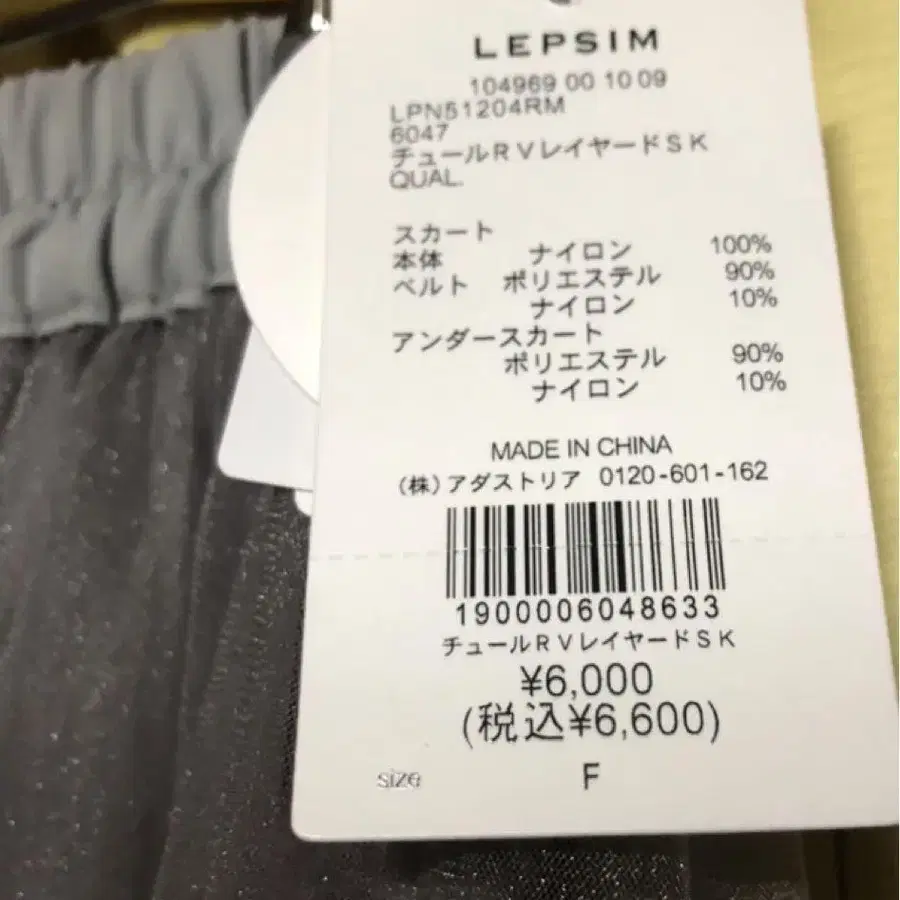 LEPSIM
104969 00 10 09
LPN51204RM
6047
チュールRVレイヤードSK
QUAL.
スカート
本体 ナイロン 100%
ベルト ポリエステル 90%
ナイロン 10%
アンダースカート
ポリエステル 90%
ナイロン 10%
MADE IN CHINA
(株)アダストリア 0120-601-162
1900006048633
チュールRVレイヤードSK
¥6,000
(税込¥6,600)
size F